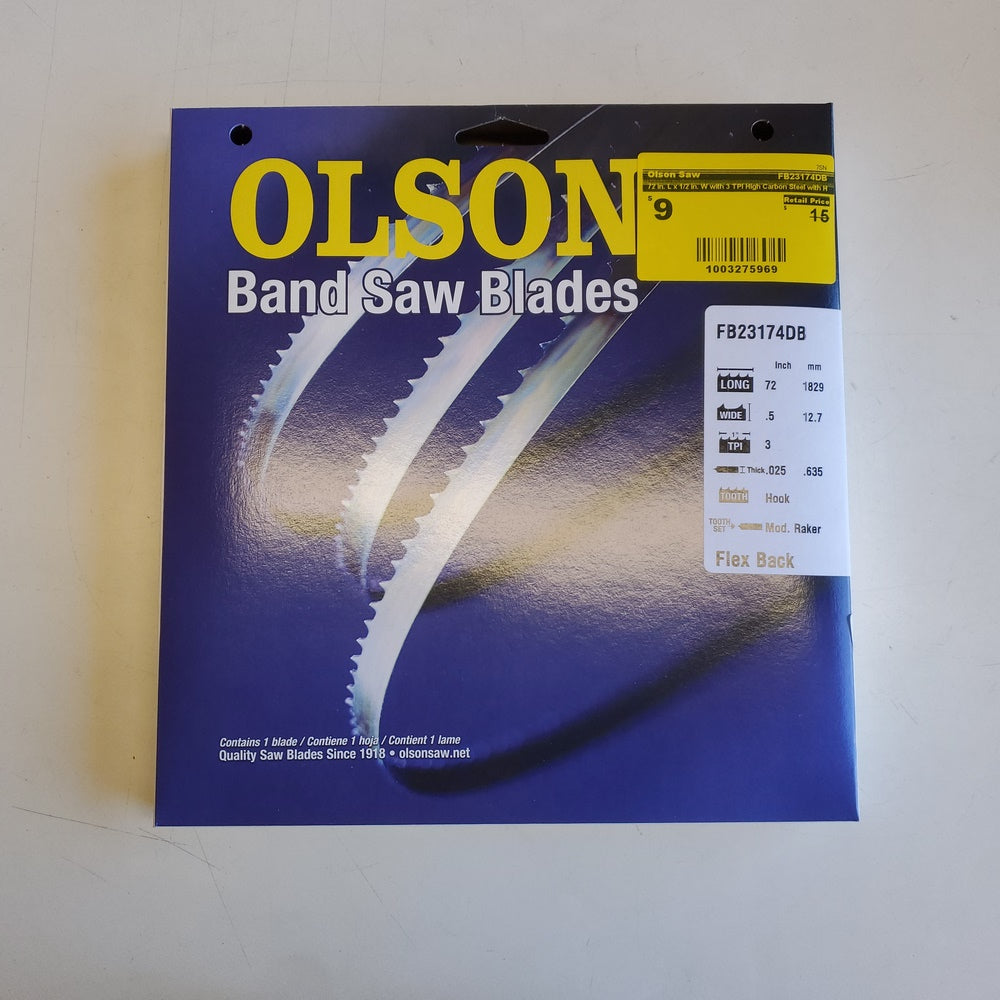 OLSON
Band Saw Blades
7SN
Olson Saw FB23174DB
72 in. L x 1/2 in. W with 3 TPI High Carbon Steel with H
Retail Price
$9 $15
1003275969
FB23174DB
Inch mm
LONG 72 1829
WIDE .5 12.7
TPI 3
Thick .025 .635
TOOTH Hook
TOOTH SET Mod. Raker
Flex Back
Contains 1 blade / Contiene 1 hoja / Contient 1 lame
Quality Saw Blades Since 1918 • olsonsaw.net